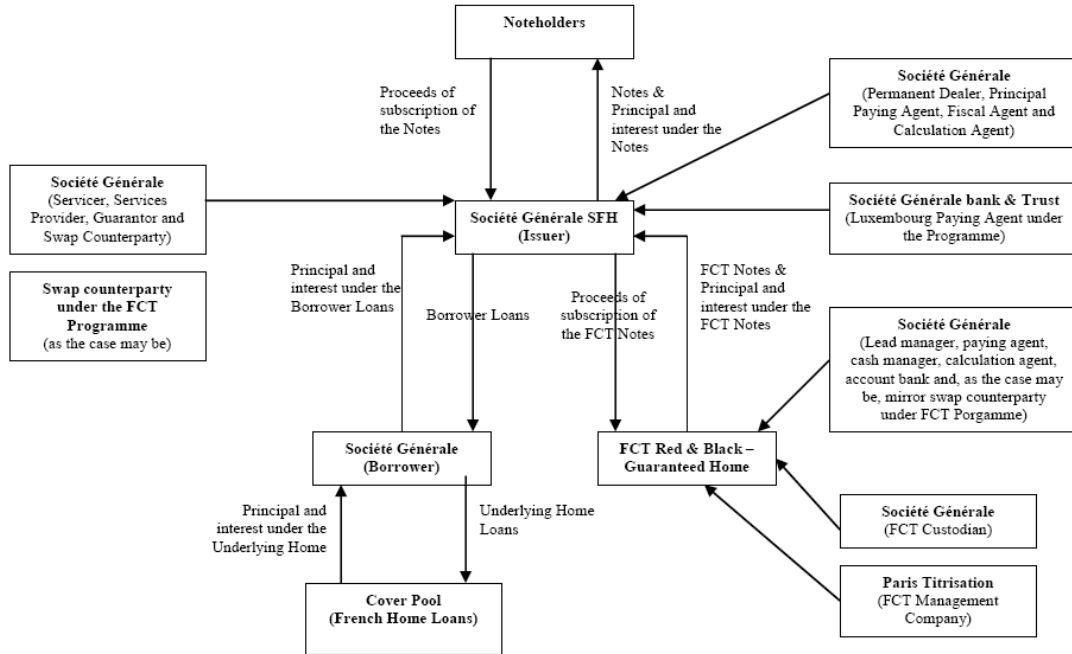 Noteholders
Proceeds of
subscription of
the Notes
Notes &
Principal and
interest under the
Notes
Société Générale
(Permanent Dealer, Principal
Paying Agent, Fiscal Agent and
Calculation Agent)
Société Générale
(Servicer, Services
Provider, Guarantor and
Swap Counterparty)
Société Générale SFH
(Issuer)
Société Générale bank & Trust
(Luxembourg Paying Agent under
the Programme)
Swap counterparty
under the FCT
Programme
(as the case may be)
Principal and
interest under the
Borrower Loans
Borrower Loans
Proceeds of
subscription of
of the FCT Notes
FCT Notes &
Principal and
interest under the
FCT Notes
Société Générale
(Lead manager, paying agent,
cash manager, calculation agent,
account bank and, as the case may
be, mirror swap counterparty
under FCT Porgamme)
Société Générale
(Borrower)
FCT Red & Black –
Guaranteed Home
Principal and
interest under the
Underlying Home
Underlying Home
Loans
Société Générale
(FCT Custodian)
Cover Pool
(French Home Loans)
Paris Titrisation
(FCT Management
Company)